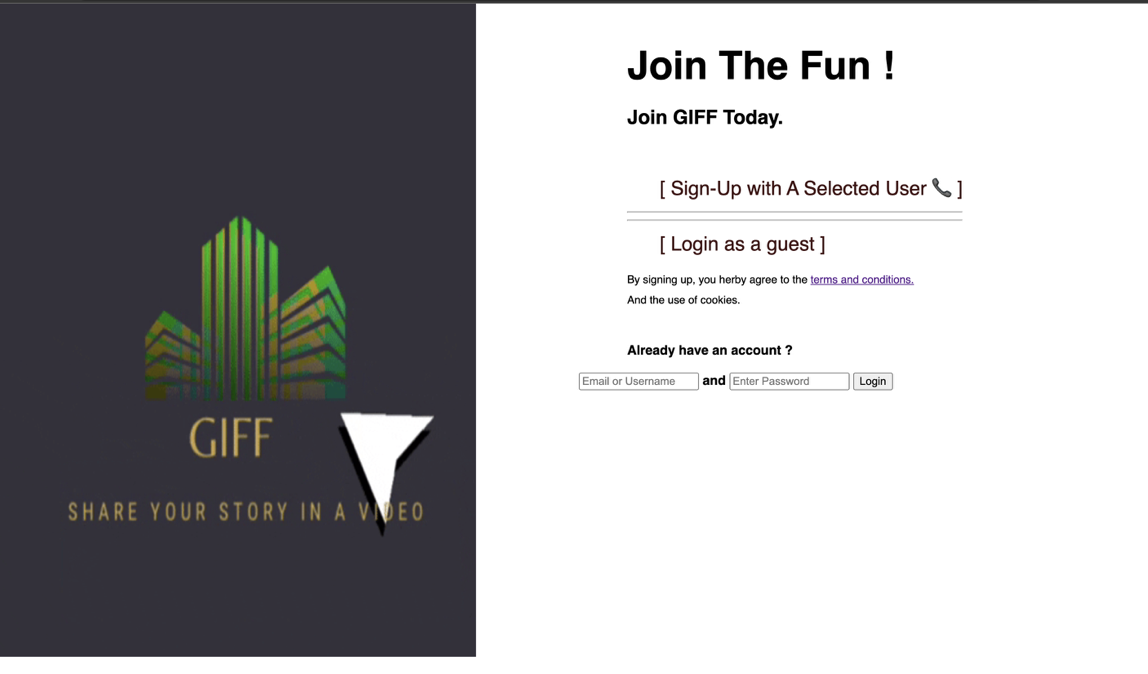 GIFF
SHARE YOUR STORY IN A VIDEO
Join The Fun !
Join GIFF Today.
[ Sign-Up with A Selected User 📞 ]
[ Login as a guest ]
By signing up, you herby agree to the terms and conditions.
And the use of cookies.
Already have an account ?
Email or Username and Enter Password Login